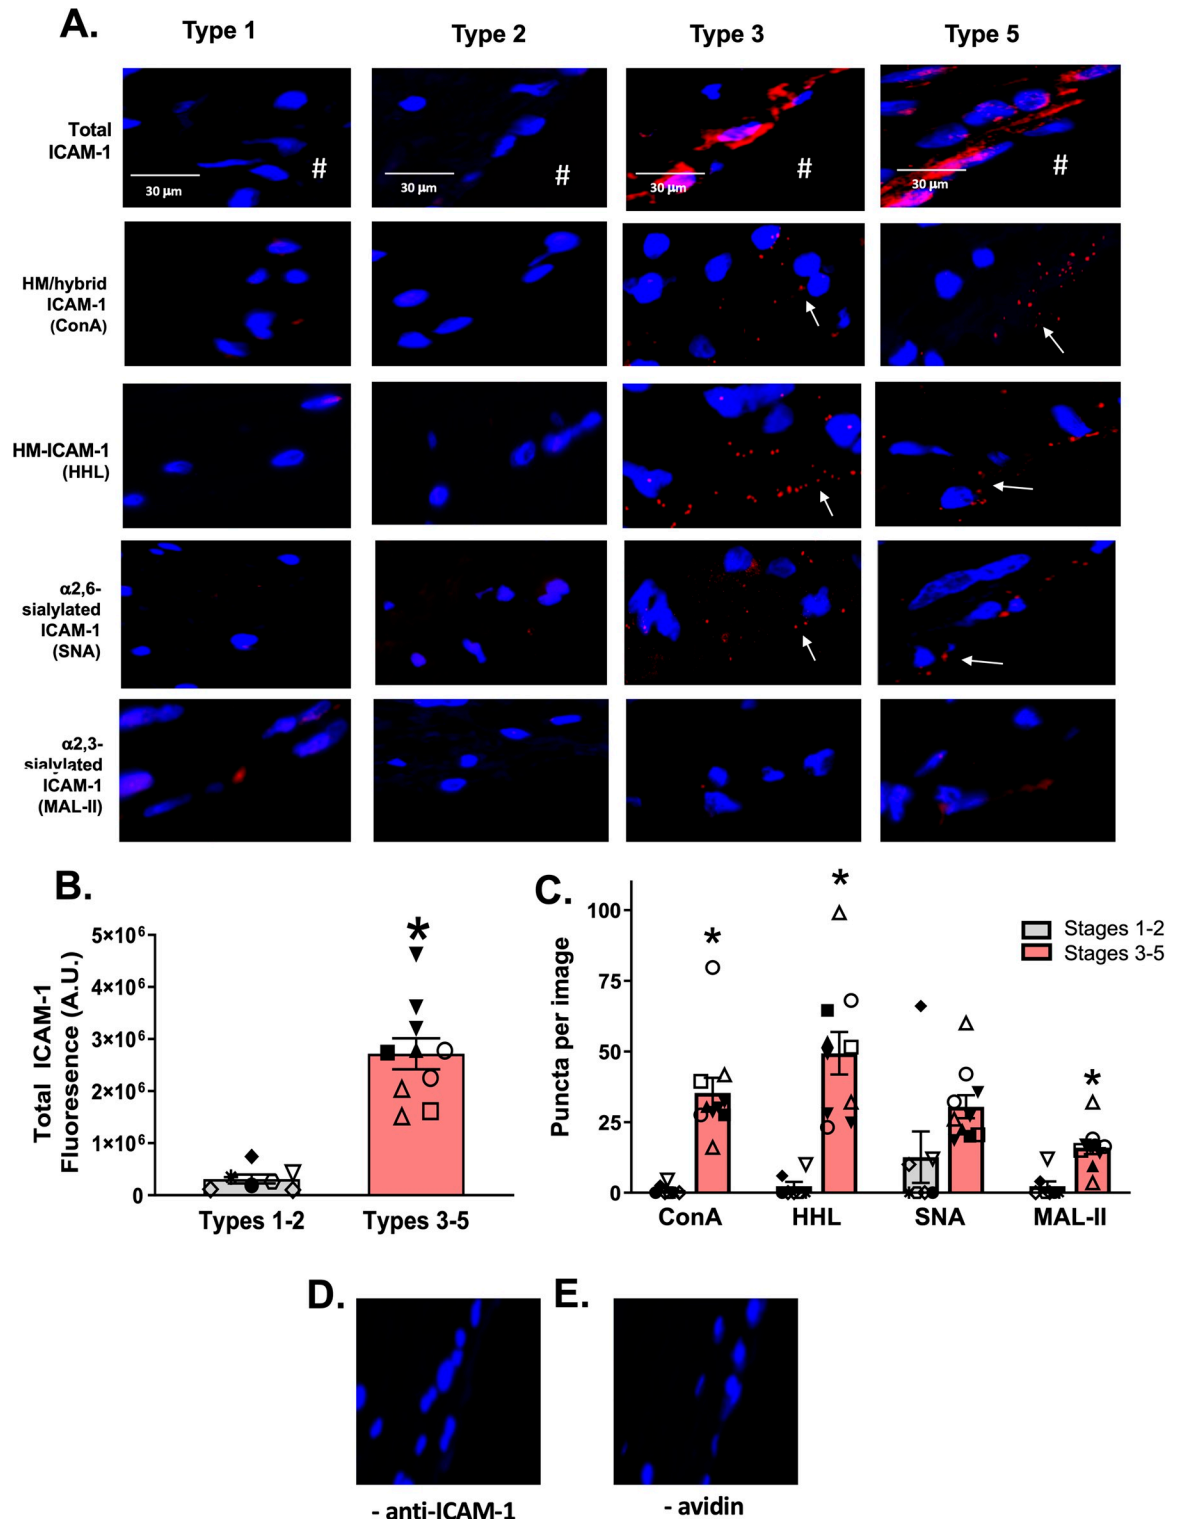 A.
Type 1
Type 2
Type 3
Type 5
Total
ICAM-1
#
#
#
#
30 µm
30 µm
30 µm
30 µm
HM/hybrid
ICAM-1
(ConA)
HM-ICAM-1
(HHL)
α2,6-
sialylated
ICAM-1
(SNA)
α2,3-
sialylated
ICAM-1
(MAL-II)
B.
Total ICAM-1
Fluoresence (A.U.)
5×10⁶
4×10⁶
3×10⁶
2×10⁶
1×10⁶
0
*
Types 1-2
Types 3-5
C.
Puncta per image
100
75
50
25
0
*
*
*
Stages 1-2
Stages 3-5
ConA
HHL
SNA
MAL-II
D.
- anti-ICAM-1
E.
- avidin